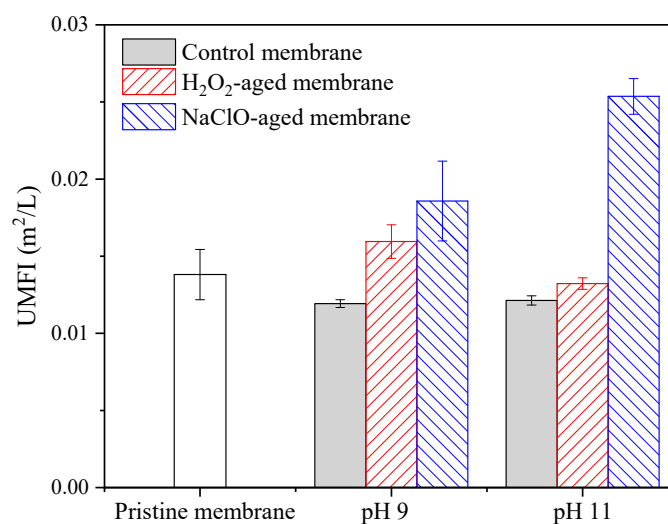 0.03
Control membrane
H₂O₂-aged membrane
NaClO-aged membrane
0.02
UMFI (m²/L)
0.01
0.00
Pristine membrane pH 9 pH 11